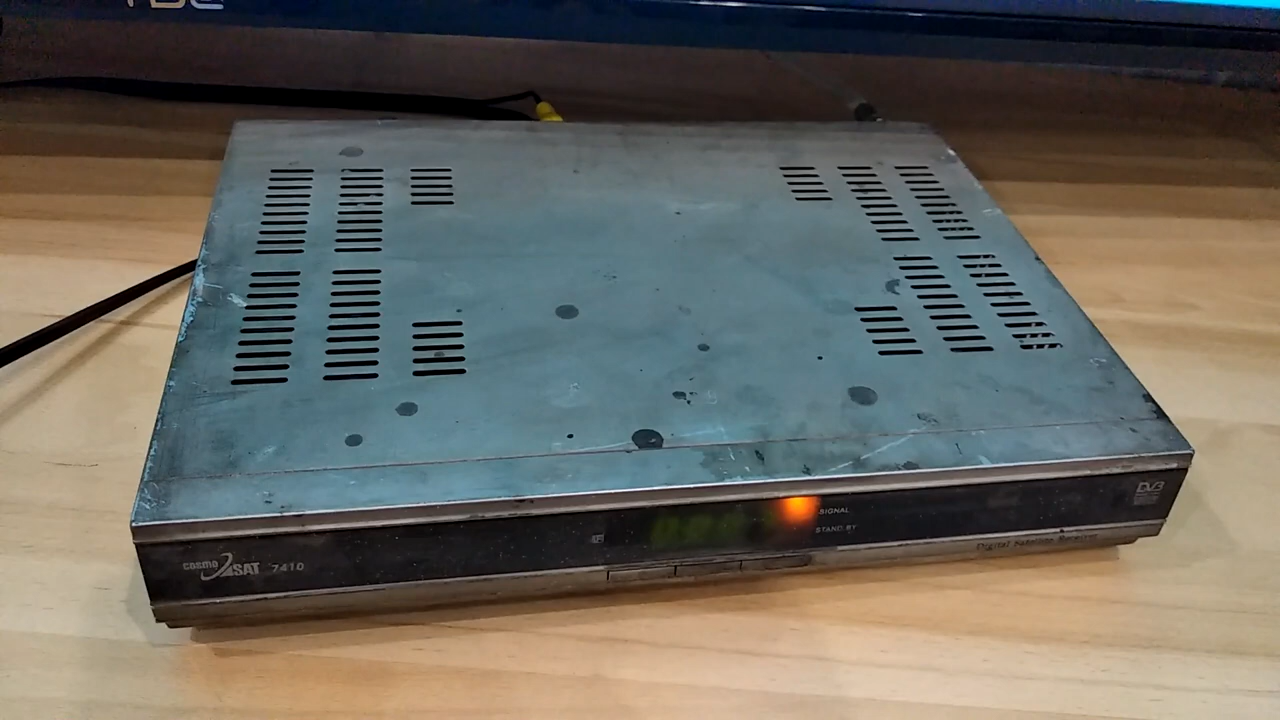 cosmo SAT 7410
SIGNAL
STAND BY
DVB
Digital Satellite Receiver